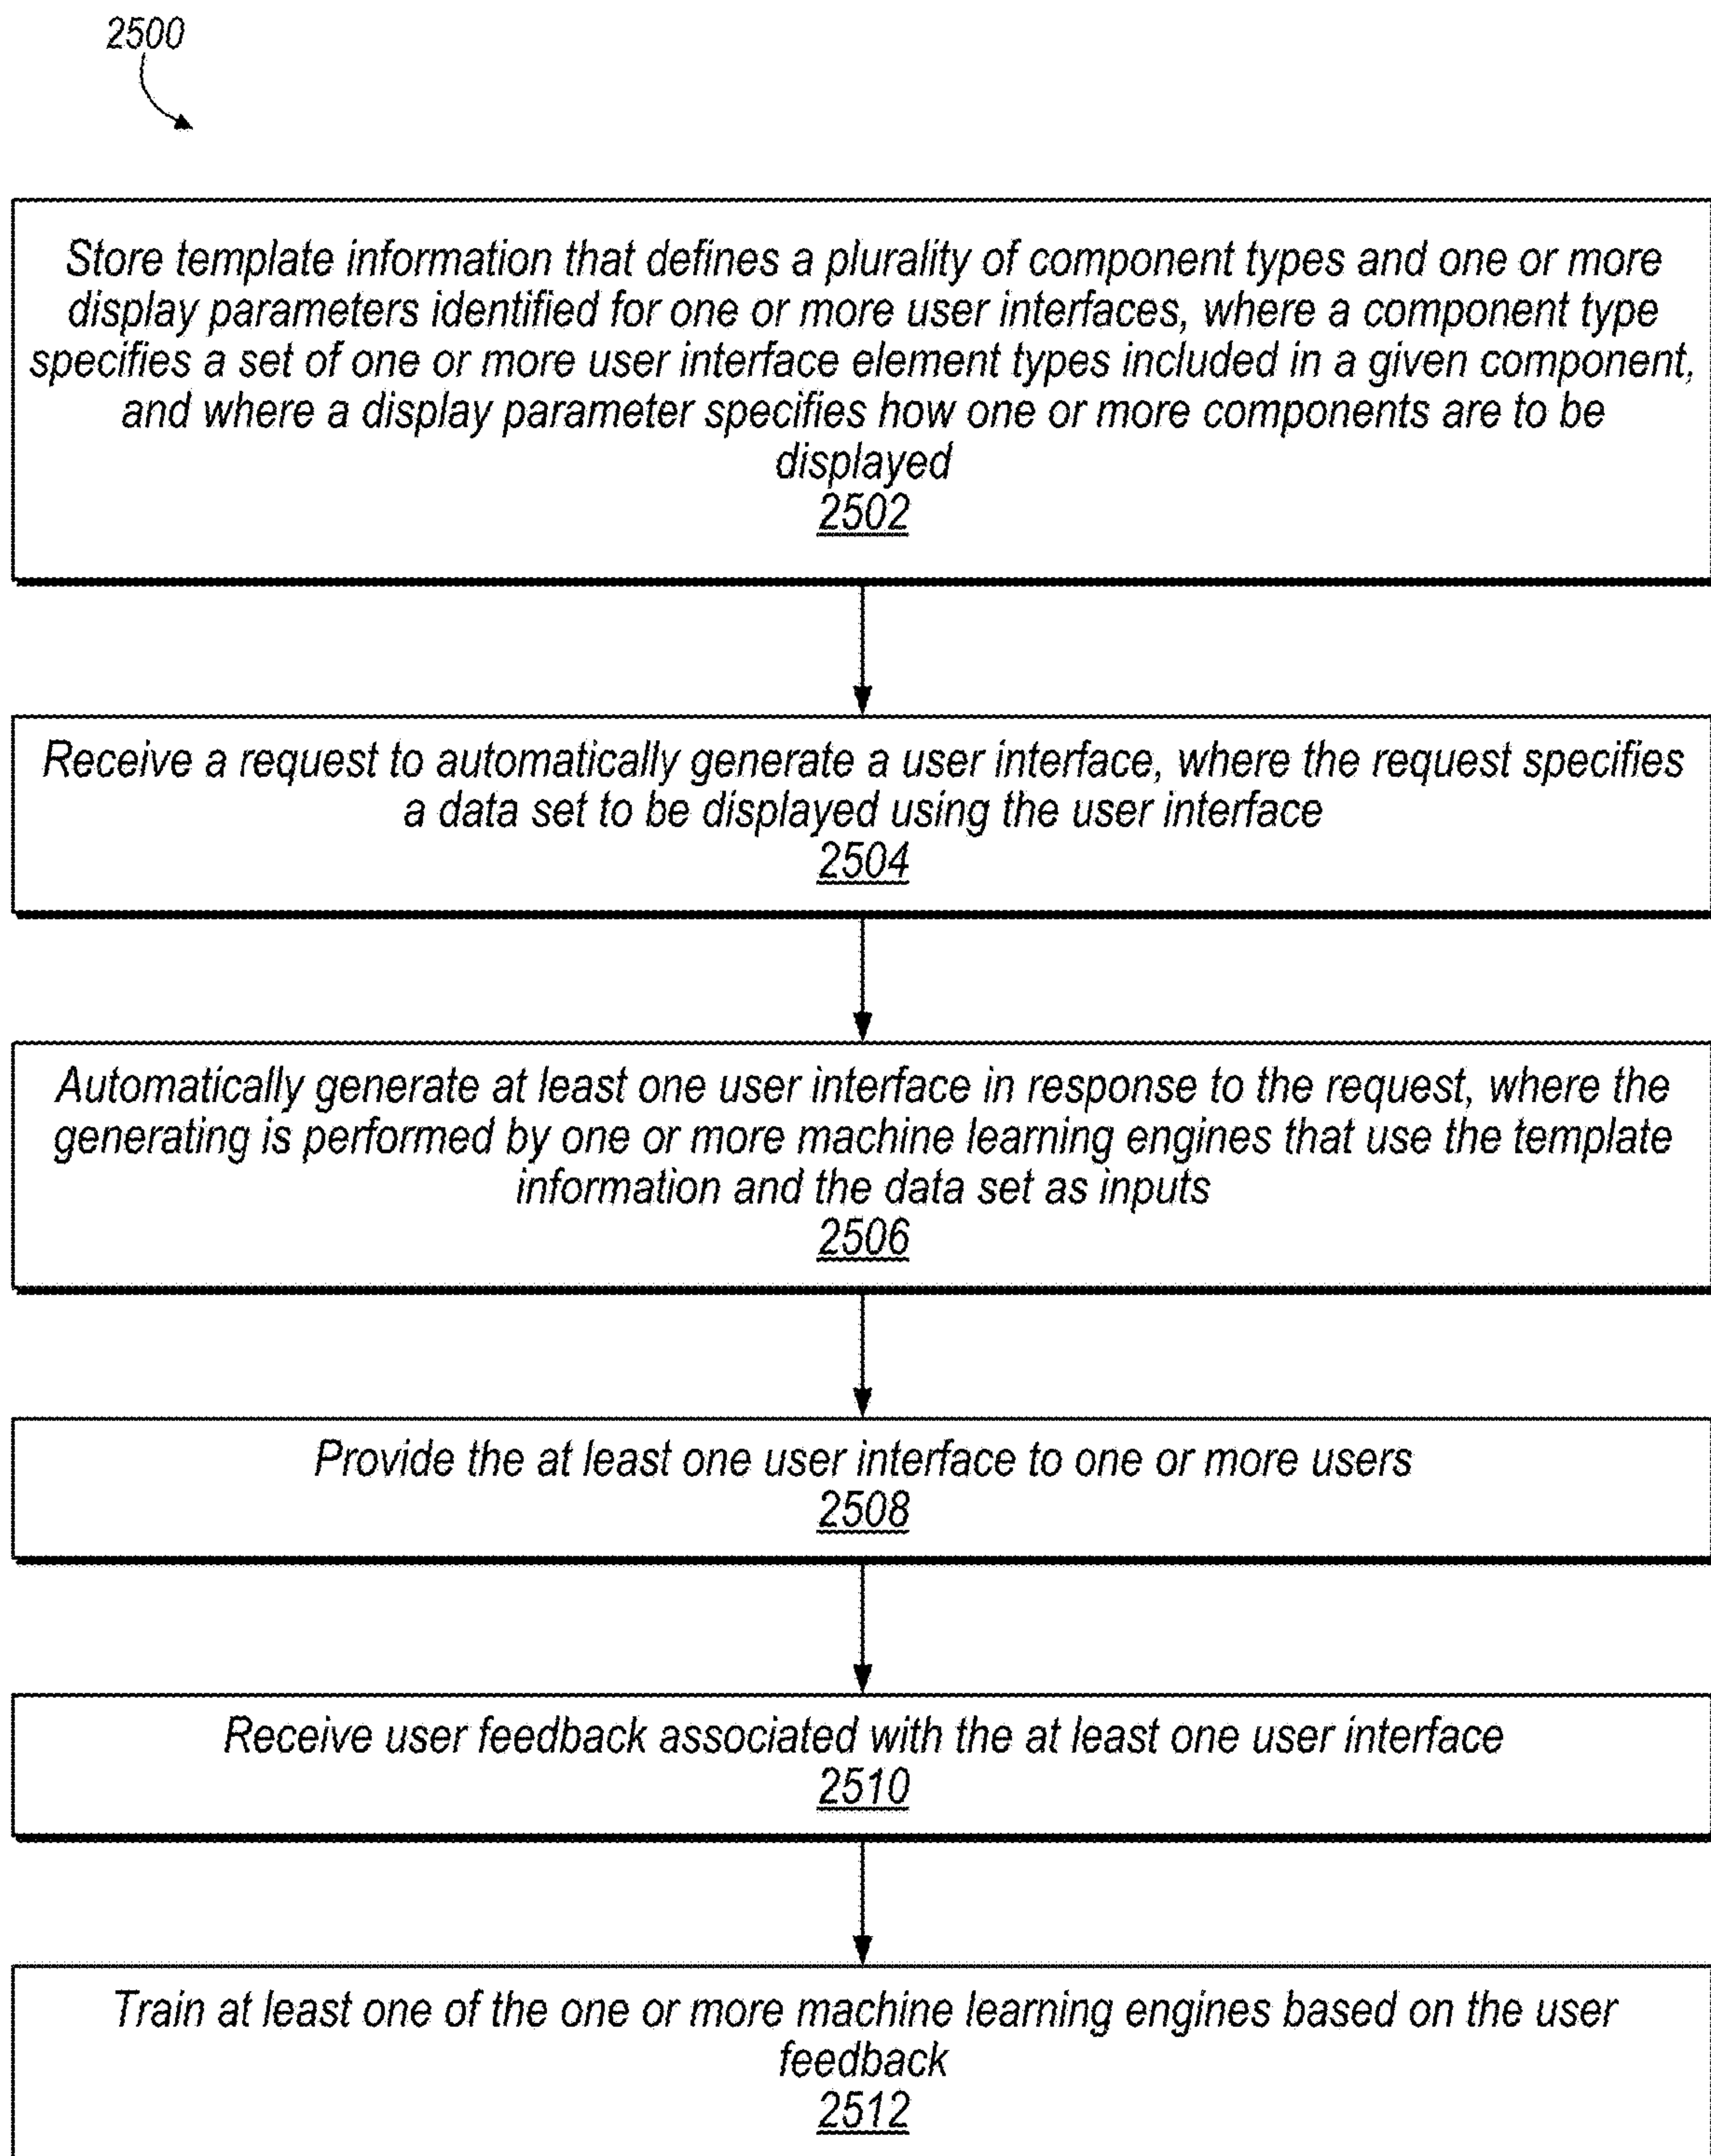 2500
Store template information that defines a plurality of component types and one or more
display parameters identified for one or more user interfaces, where a component type
specifies a set of one or more user interface element types included in a given component,
and where a display parameter specifies how one or more components are to be
displayed
2502
Receive a request to automatically generate a user interface, where the request specifies
a data set to be displayed using the user interface
2504
Automatically generate at least one user interface in response to the request, where the
generating is performed by one or more machine learning engines that use the template
information and the data set as inputs
2506
Provide the at least one user interface to one or more users
2508
Receive user feedback associated with the at least one user interface
2510
Train at least one of the one or more machine learning engines based on the user
feedback
2512